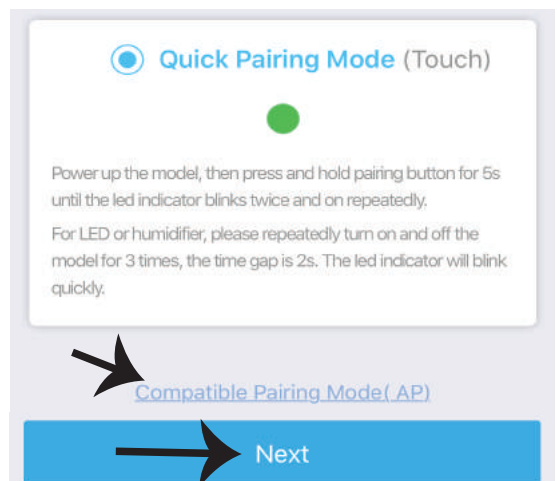 Quick Pairing Mode (Touch)
Power up the model, then press and hold pairing button for 5s
until the led indicator blinks twice and on repeatedly.
For LED or humidifier, please repeatedly turn on and off the
model for 3 times, the time gap is 2s. The led indicator will blink
quickly.
Compatible Pairing Mode( AP)
Next